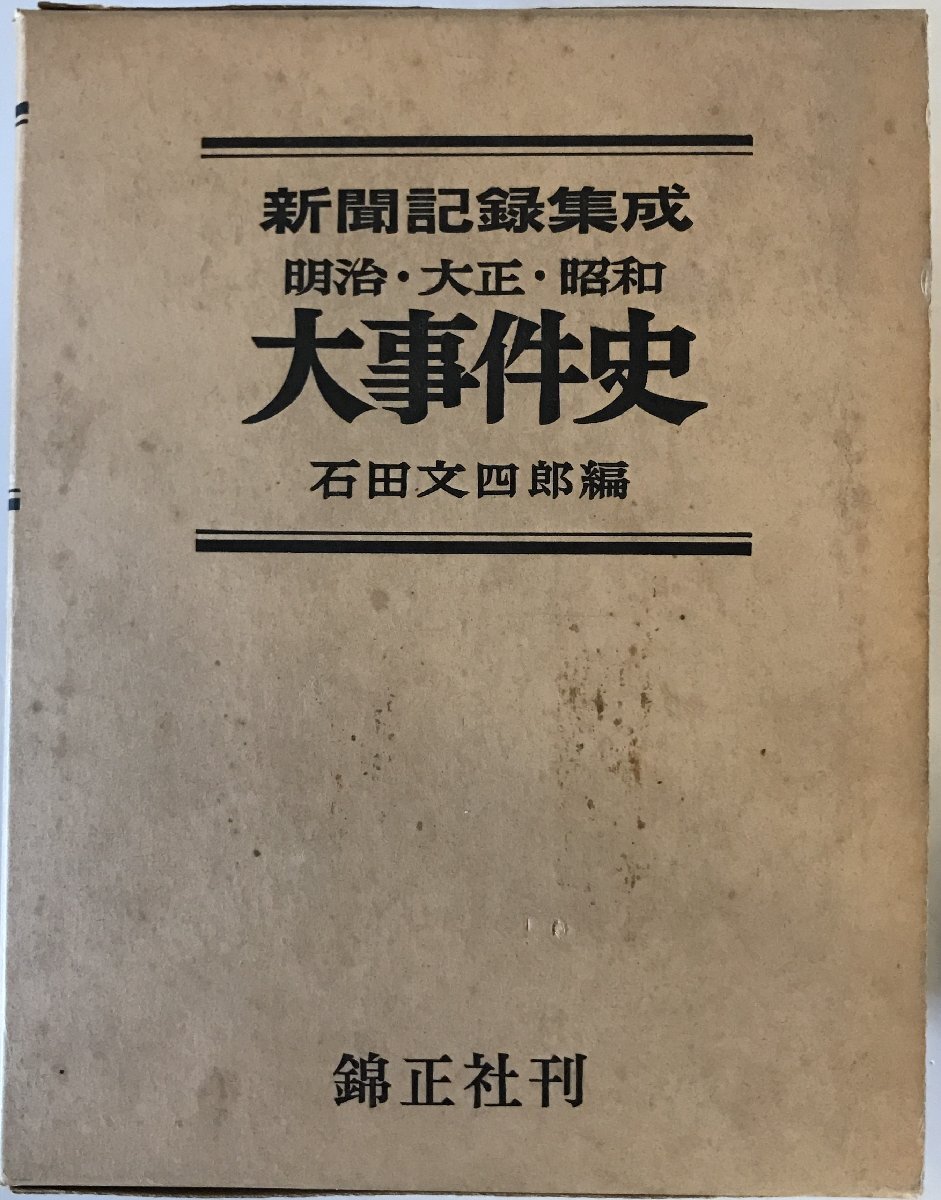 新聞記録集成
明治・大正・昭和
大事件史
石田文四郎編
錦正社刊